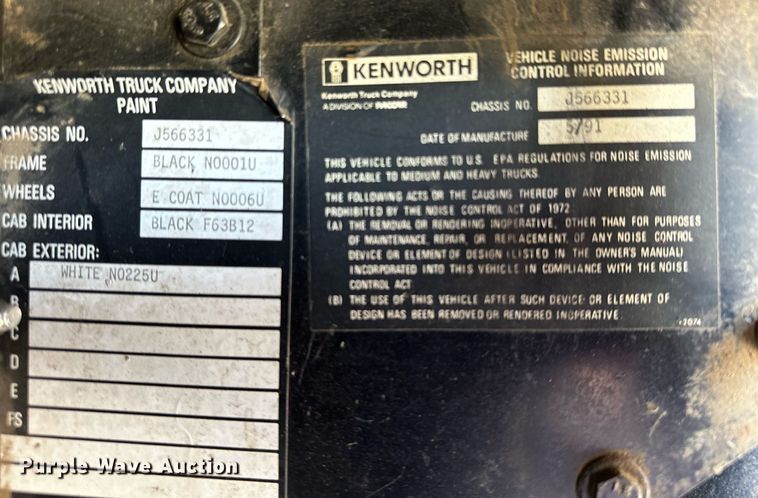 KENWORTH TRUCK COMPANY
PAINT
CHASSIS NO. J566331
FRAME BLACK N0001U
WHEELS E COAT N0006U
CAB INTERIOR BLACK F63B12
CAB EXTERIOR:
A WHITE N0225U
B
C
D
E
FS
KENWORTH
Kenworth Truck Company
A DIVISION OF PACCAR
VEHICLE NOISE EMISSION
CONTROL INFORMATION
CHASSIS NO. J566331
DATE OF MANUFACTURE 5/91
THIS VEHICLE CONFORMS TO U.S. EPA REGULATIONS FOR NOISE EMISSION
APPLICABLE TO MEDIUM AND HEAVY TRUCKS.
THE FOLLOWING ACTS OR THE CAUSING THEREOF BY ANY PERSON ARE
PROHIBITED BY THE NOISE CONTROL ACT OF 1972:
(A) THE REMOVAL OR RENDERING INOPERATIVE, OTHER THAN FOR PURPOSES
OF MAINTENANCE, REPAIR, OR REPLACEMENT, OF ANY NOISE CONTROL
DEVICE OR ELEMENT OF DESIGN (LISTED IN THE OWNER'S MANUAL)
INCORPORATED INTO THIS VEHICLE IN COMPLIANCE WITH THE NOISE
CONTROL ACT
(B) THE USE OF THIS VEHICLE AFTER SUCH DEVICE OR ELEMENT OF
DESIGN HAS BEEN REMOVED OR RENDERED INOPERATIVE.
Purple Wave Auction